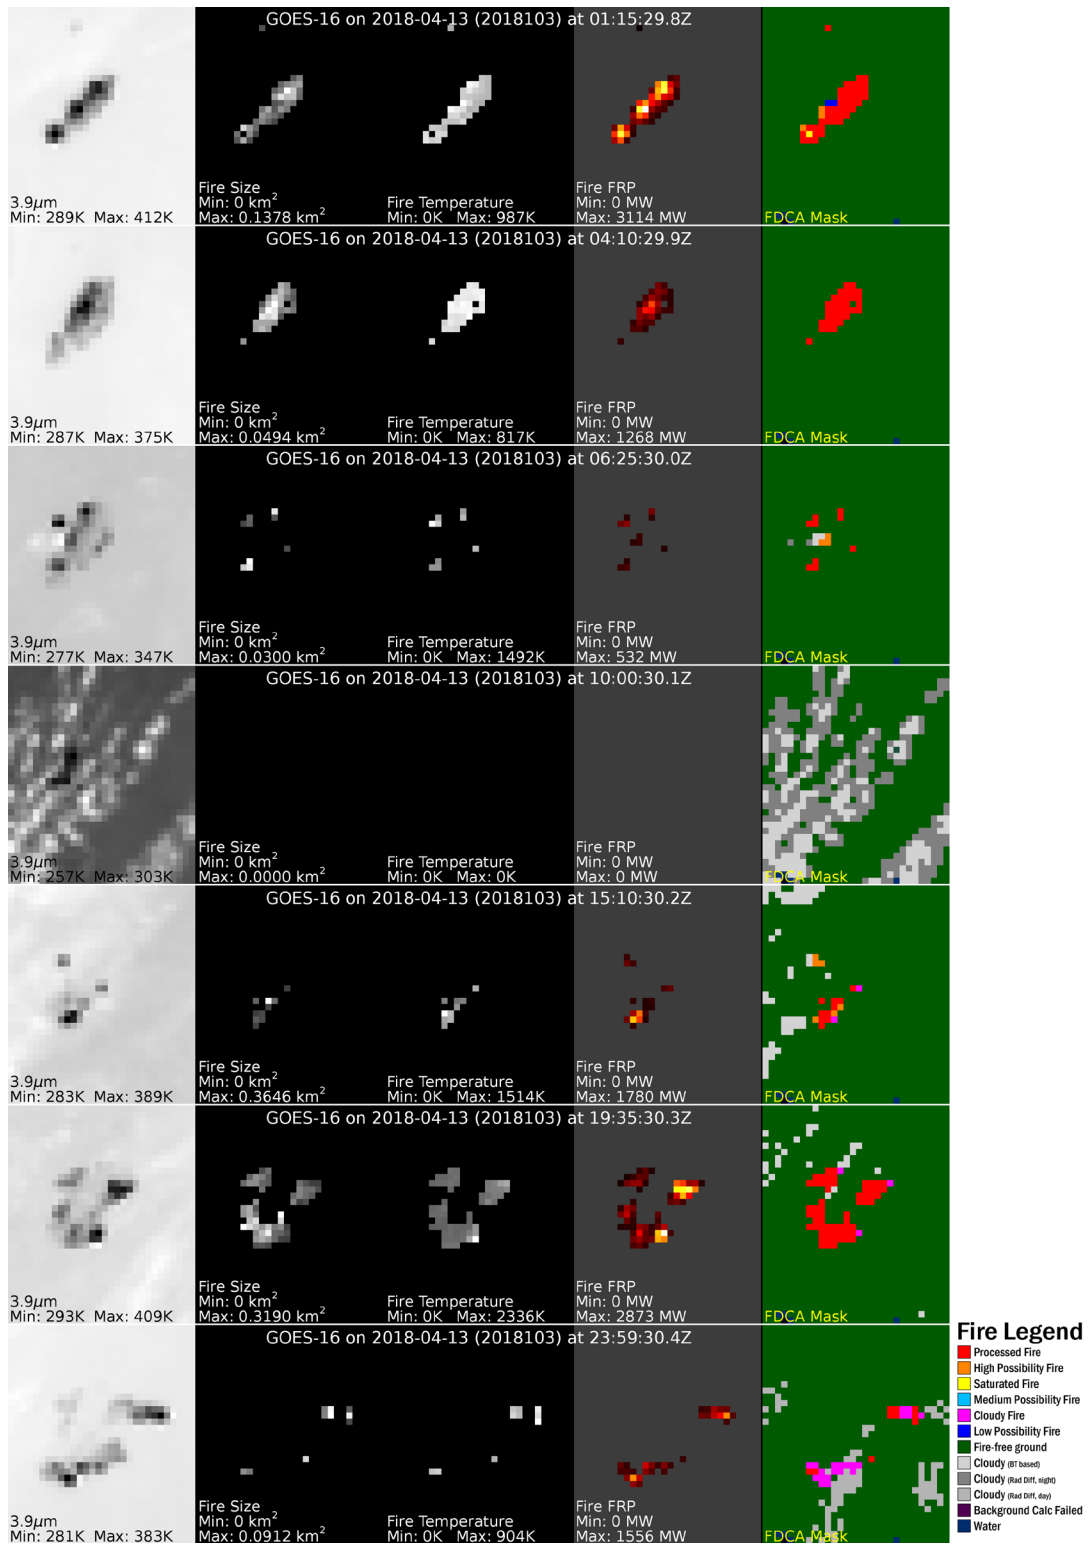 GOES-16 on 2018-04-13 (2018103) at 01:15:29.8Z
3.9μm
Min: 289K Max: 412K
Fire Size
Min: 0 km²
Max: 0.1378 km²
Fire Temperature
Min: 0K Max: 987K
Fire FRP
Min: 0 MW
Max: 3114 MW
FDCA Mask
GOES-16 on 2018-04-13 (2018103) at 04:10:29.9Z
3.9μm
Min: 287K Max: 375K
Fire Size
Min: 0 km²
Max: 0.0494 km²
Fire Temperature
Min: 0K Max: 817K
Fire FRP
Min: 0 MW
Max: 1268 MW
FDCA Mask
GOES-16 on 2018-04-13 (2018103) at 06:25:30.0Z
3.9μm
Min: 277K Max: 347K
Fire Size
Min: 0 km²
Max: 0.0300 km²
Fire Temperature
Min: 0K Max: 1492K
Fire FRP
Min: 0 MW
Max: 532 MW
FDCA Mask
GOES-16 on 2018-04-13 (2018103) at 10:00:30.1Z
3.9μm
Min: 257K Max: 303K
Fire Size
Min: 0 km²
Max: 0.0000 km²
Fire Temperature
Min: 0K Max: 0K
Fire FRP
Min: 0 MW
Max: 0 MW
FDCA Mask
GOES-16 on 2018-04-13 (2018103) at 15:10:30.2Z
3.9μm
Min: 283K Max: 389K
Fire Size
Min: 0 km²
Max: 0.3646 km²
Fire Temperature
Min: 0K Max: 1514K
Fire FRP
Min: 0 MW
Max: 1780 MW
FDCA Mask
GOES-16 on 2018-04-13 (2018103) at 19:35:30.3Z
3.9μm
Min: 293K Max: 409K
Fire Size
Min: 0 km²
Max: 0.3190 km²
Fire Temperature
Min: 0K Max: 2336K
Fire FRP
Min: 0 MW
Max: 2873 MW
FDCA Mask
GOES-16 on 2018-04-13 (2018103) at 23:59:30.4Z
3.9μm
Min: 281K Max: 383K
Fire Size
Min: 0 km²
Max: 0.0912 km²
Fire Temperature
Min: 0K Max: 904K
Fire FRP
Min: 0 MW
Max: 1556 MW
FDCA Mask
Fire Legend
Processed Fire
High Possibility Fire
Saturated Fire
Medium Possibility Fire
Cloudy Fire
Low Possibility Fire
Fire-free ground
Cloudy (BT based)
Cloudy (Rad Diff, night)
Cloudy (Rad Diff, day)
Background Calc Failed
Water